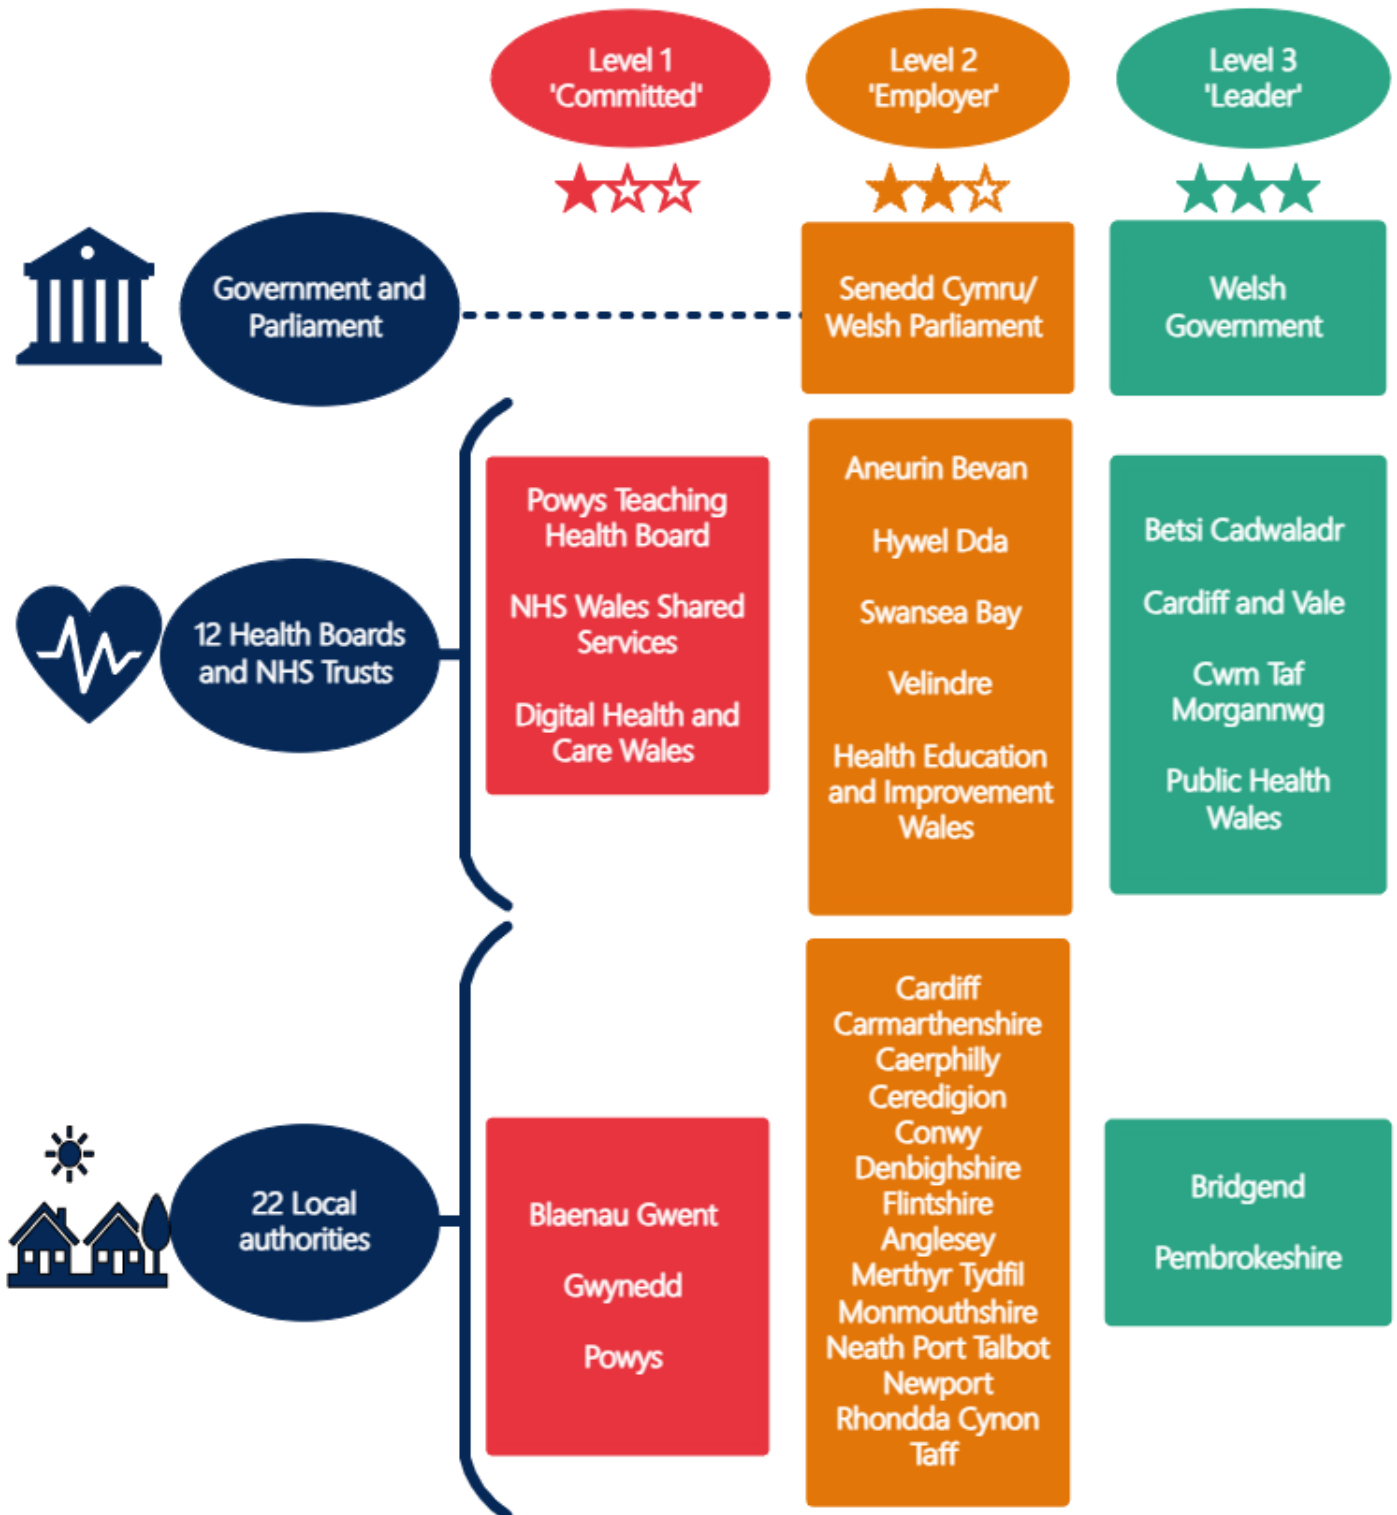 Level 1
'Committed'
Level 2
'Employer'
Level 3
'Leader'
Government and
Parliament
Senedd Cymru/
Welsh Parliament
Welsh
Government
12 Health Boards
and NHS Trusts
Powys Teaching
Health Board
NHS Wales Shared
Services
Digital Health and
Care Wales
Aneurin Bevan
Hywel Dda
Swansea Bay
Velindre
Health Education
and Improvement
Wales
Betsi Cadwaladr
Cardiff and Vale
Cwm Taf
Morgannwg
Public Health
Wales
22 Local
authorities
Blaenau Gwent
Gwynedd
Powys
Cardiff
Carmarthenshire
Caerphilly
Ceredigion
Conwy
Denbighshire
Flintshire
Anglesey
Merthyr Tydfil
Monmouthshire
Neath Port Talbot
Newport
Rhondda Cynon
Taff
Bridgend
Pembrokeshire